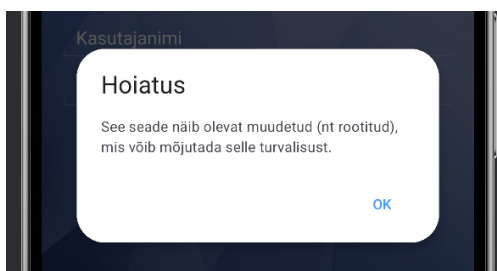 Kasutajanimi
Hoiatus
See seade näib olevat muudetud (nt rootitud),
mis võib mõjutada selle turvalisust.
OK